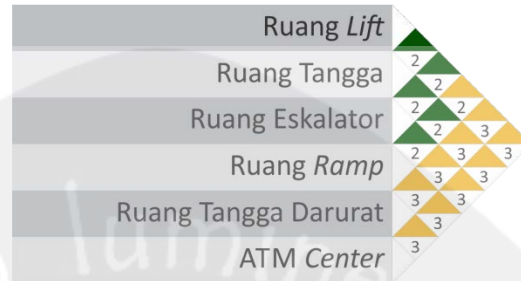 Ruang Lift
2
Ruang Tangga
2
2 2
Ruang Eskalator
2 3
2 3 3
Ruang Ramp
3 3
3 3
Ruang Tangga Darurat
3
3
ATM Center